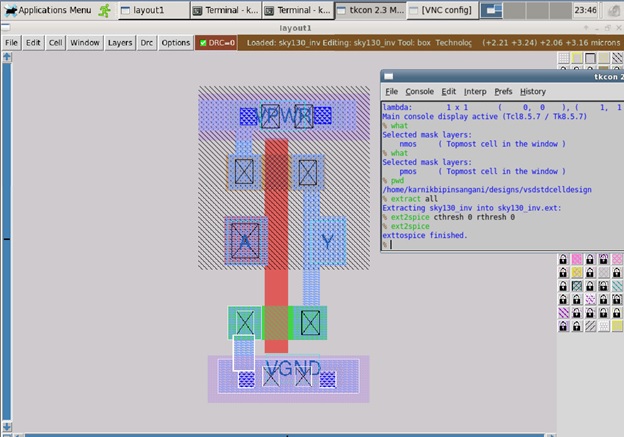 Applications Menu layout1 Terminal - k... Terminal - k... tkcon 2.3 M... [VNC config] 23:46
layout1
File Edit Cell Window Layers Drc Options DRC=0 Loaded: sky130_inv Editing: sky130_inv Tool: box Technolog (+2.21 +3.24) +2.06 +3.16 microns
tkcon 2
File Console Edit Interp Prefs History
lambda: 1 x 1 ( 0, 0 ), ( 1, 1
Main console display active (Tcl8.5.7 / Tk8.5.7)
% what
Selected mask layers:
nmos ( Topmost cell in the window )
% what
Selected mask layers:
nmos ( Topmost cell in the window )
% pwd
/home/karnikbipinsangani/designs/vsdstdcelldesign
% extract all
Extracting sky130_inv into sky130_inv.ext:
% ext2spice cthresh 0 rthresh 0
% ext2spice
exttospice finished.
%
VPWR
A Y
VGND